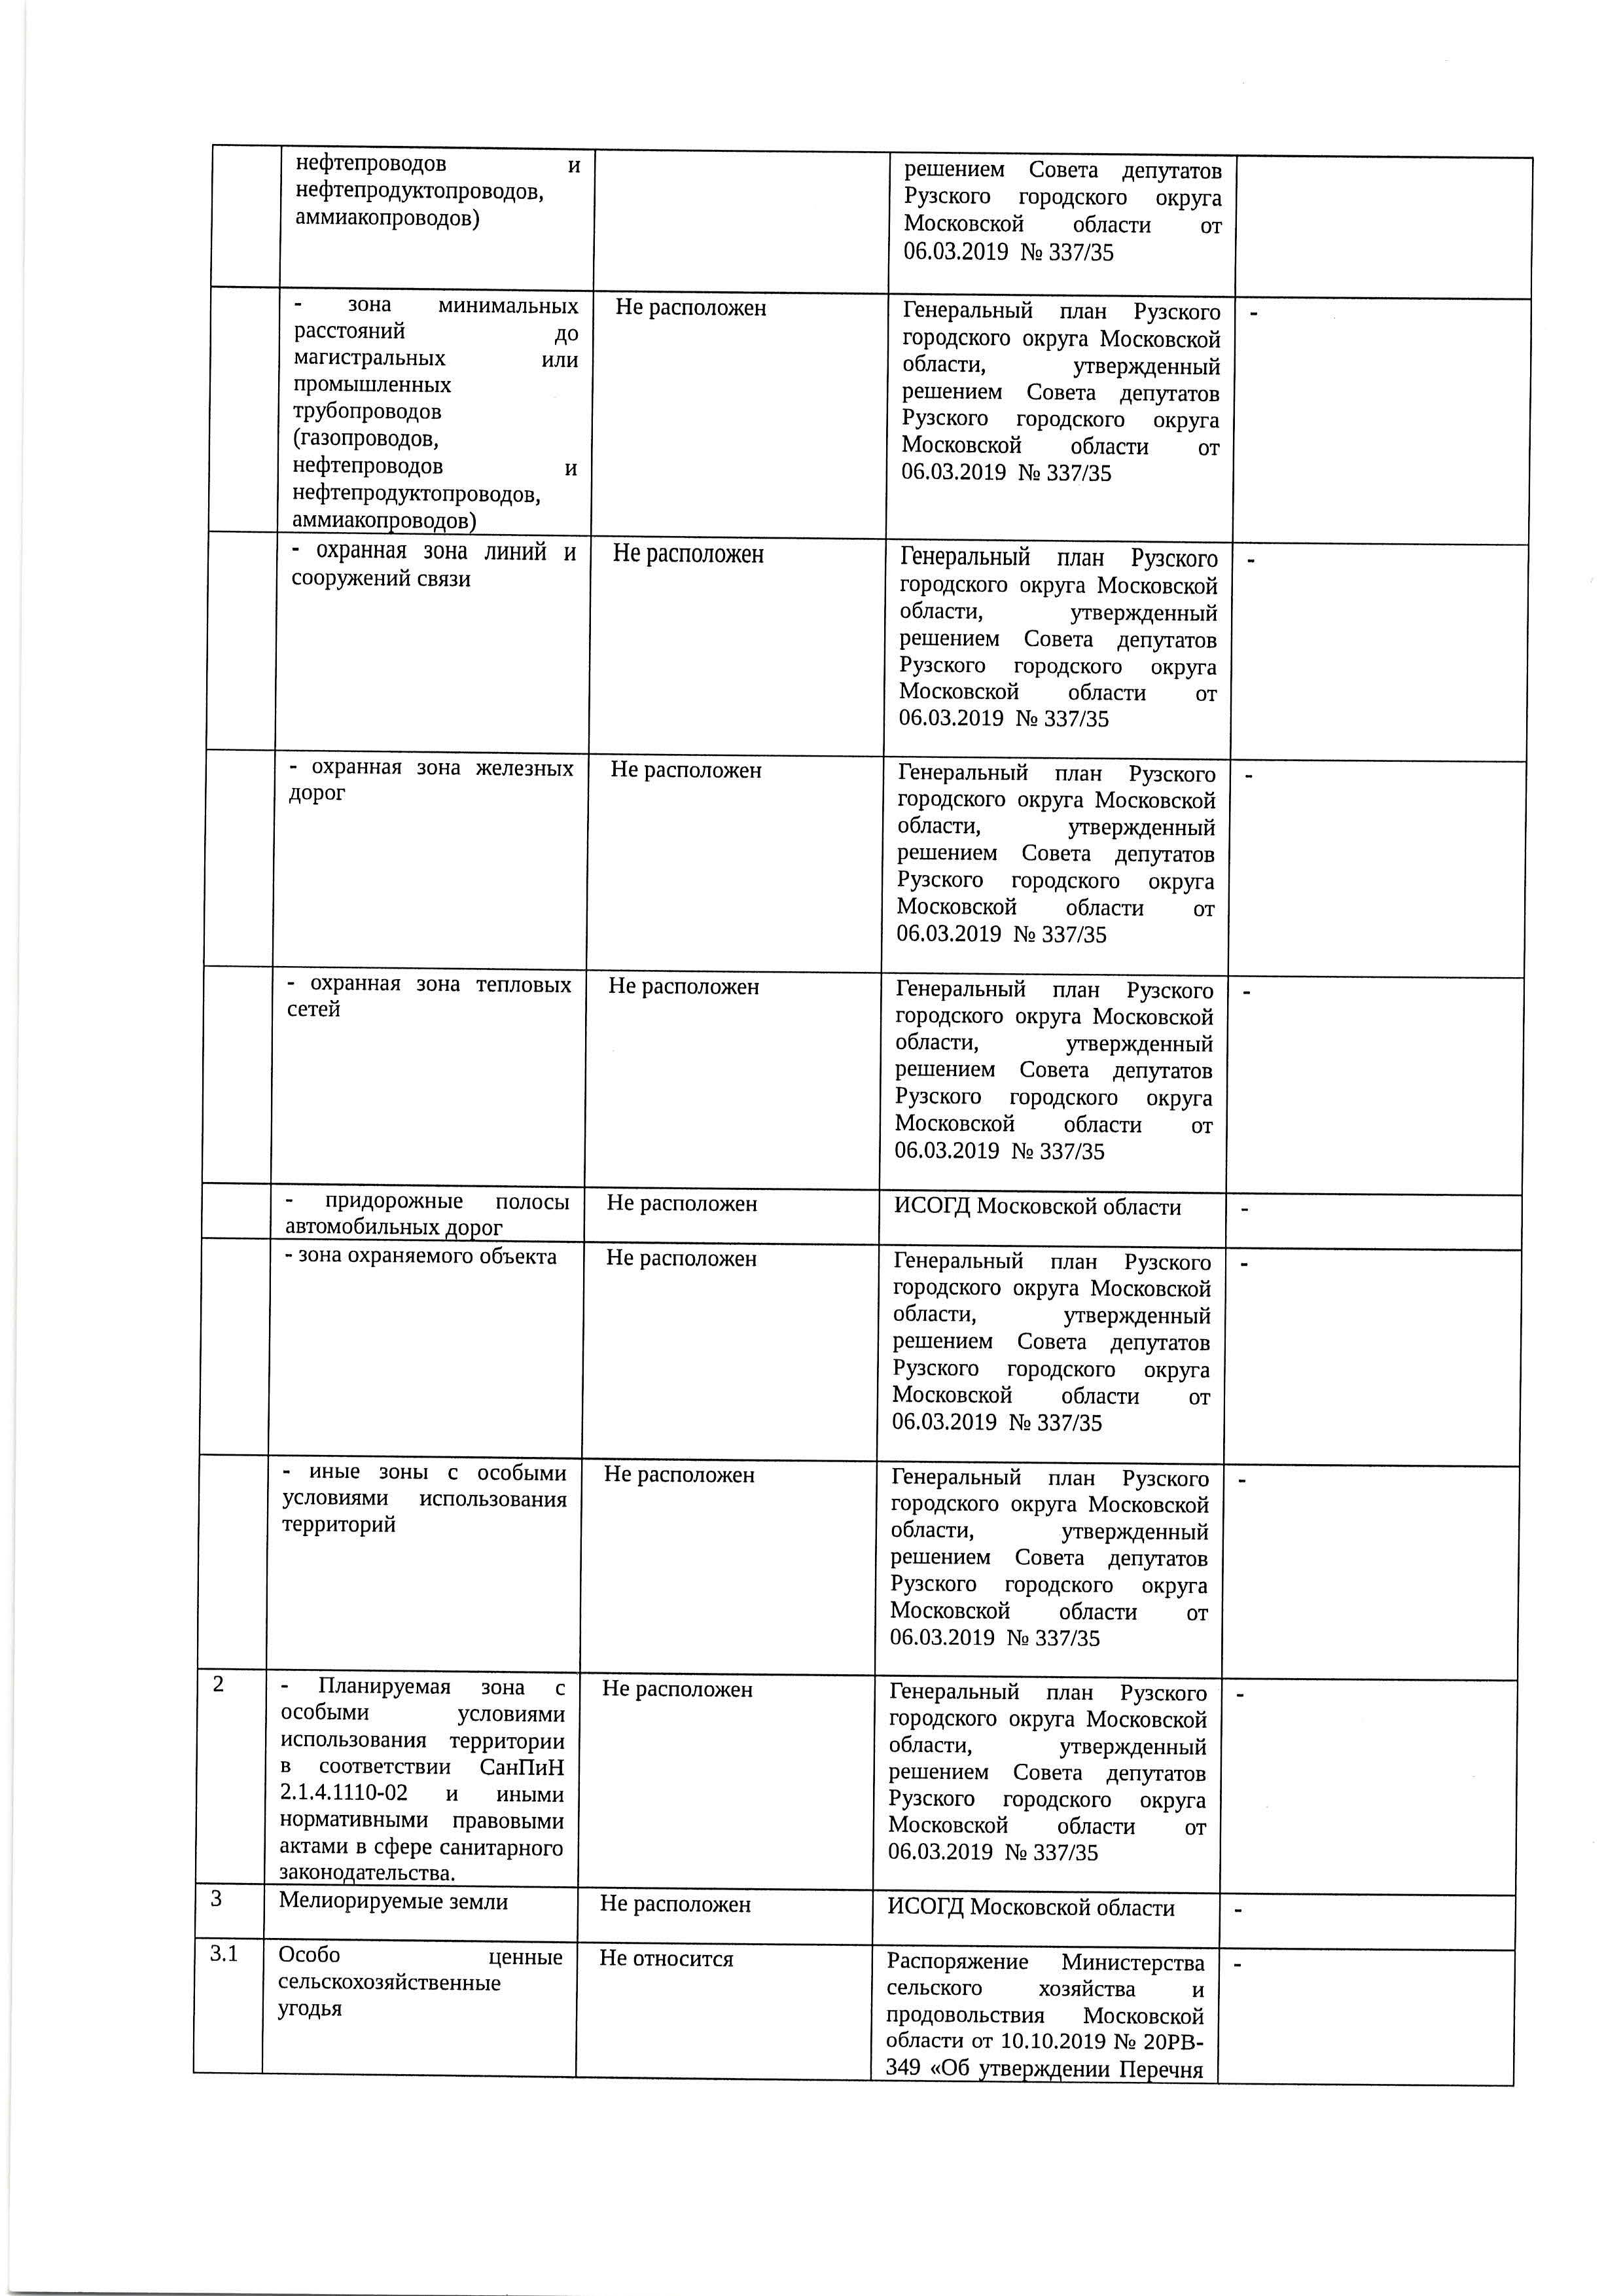 нефтепроводов и
нефтепродуктопроводов,
аммиакопроводов)
решением Совета депутатов
Рузского городского округа
Московской области от
06.03.2019 № 337/35
- зона минимальных
расстояний до
магистральных или
промышленных
трубопроводов
(газопроводов,
нефтепроводов и
нефтепродуктопроводов,
аммиакопроводов)
Не расположен
Генеральный план Рузского
городского округа Московской
области, утвержденный
решением Совета депутатов
Рузского городского округа
Московской области от
06.03.2019 № 337/35
-
- охранная зона линий и
сооружений связи
Не расположен
Генеральный план Рузского
городского округа Московской
области, утвержденный
решением Совета депутатов
Рузского городского округа
Московской области от
06.03.2019 № 337/35
-
- охранная зона железных
дорог
Не расположен
Генеральный план Рузского
городского округа Московской
области, утвержденный
решением Совета депутатов
Рузского городского округа
Московской области от
06.03.2019 № 337/35
-
- охранная зона тепловых
сетей
Не расположен
Генеральный план Рузского
городского округа Московской
области, утвержденный
решением Совета депутатов
Рузского городского округа
Московской области от
06.03.2019 № 337/35
-
- придорожные полосы
автомобильных дорог
Не расположен
ИСОГД Московской области
-
- зона охраняемого объекта
Не расположен
Генеральный план Рузского
городского округа Московской
области, утвержденный
решением Совета депутатов
Рузского городского округа
Московской области от
06.03.2019 № 337/35
-
- иные зоны с особыми
условиями использования
территорий
Не расположен
Генеральный план Рузского
городского округа Московской
области, утвержденный
решением Совета депутатов
Рузского городского округа
Московской области от
06.03.2019 № 337/35
-
2
- Планируемая зона с
особыми условиями
использования территории
в соответствии СанПиН
2.1.4.1110-02 и иными
нормативными правовыми
актами в сфере санитарного
законодательства.
Не расположен
Генеральный план Рузского
городского округа Московской
области, утвержденный
решением Совета депутатов
Рузского городского округа
Московской области от
06.03.2019 № 337/35
-
3
Мелиорируемые земли
Не расположен
ИСОГД Московской области
-
3.1
Особо ценные
сельскохозяйственные
угодья
Не относится
Распоряжение Министерства
сельского хозяйства и
продовольствия Московской
области от 10.10.2019 № 20РВ-
349 «Об утверждении Перечня
-